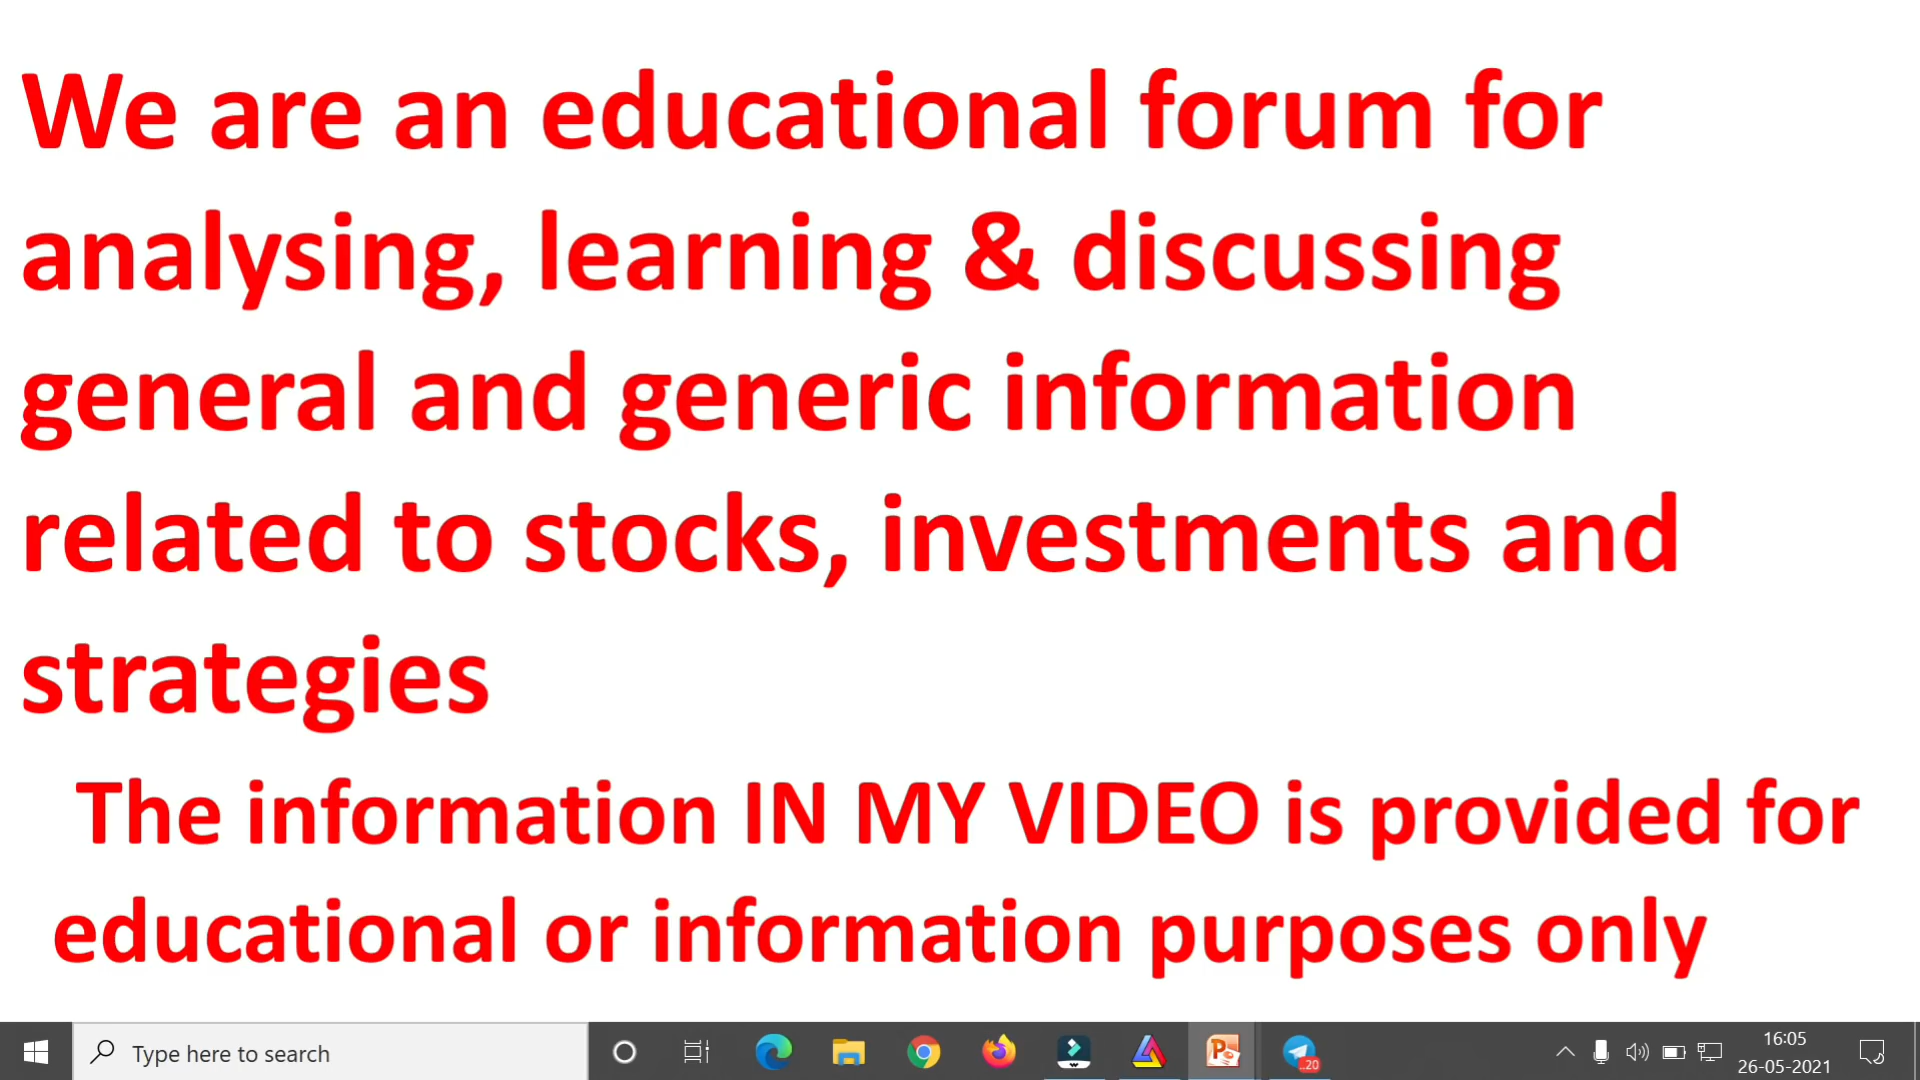 We are an educational forum for
analysing, learning & discussing
general and generic information
related to stocks, investments and
strategies
The information IN MY VIDEO is provided for
educational or information purposes only
Type here to search
..20
16:05
26-05-2021